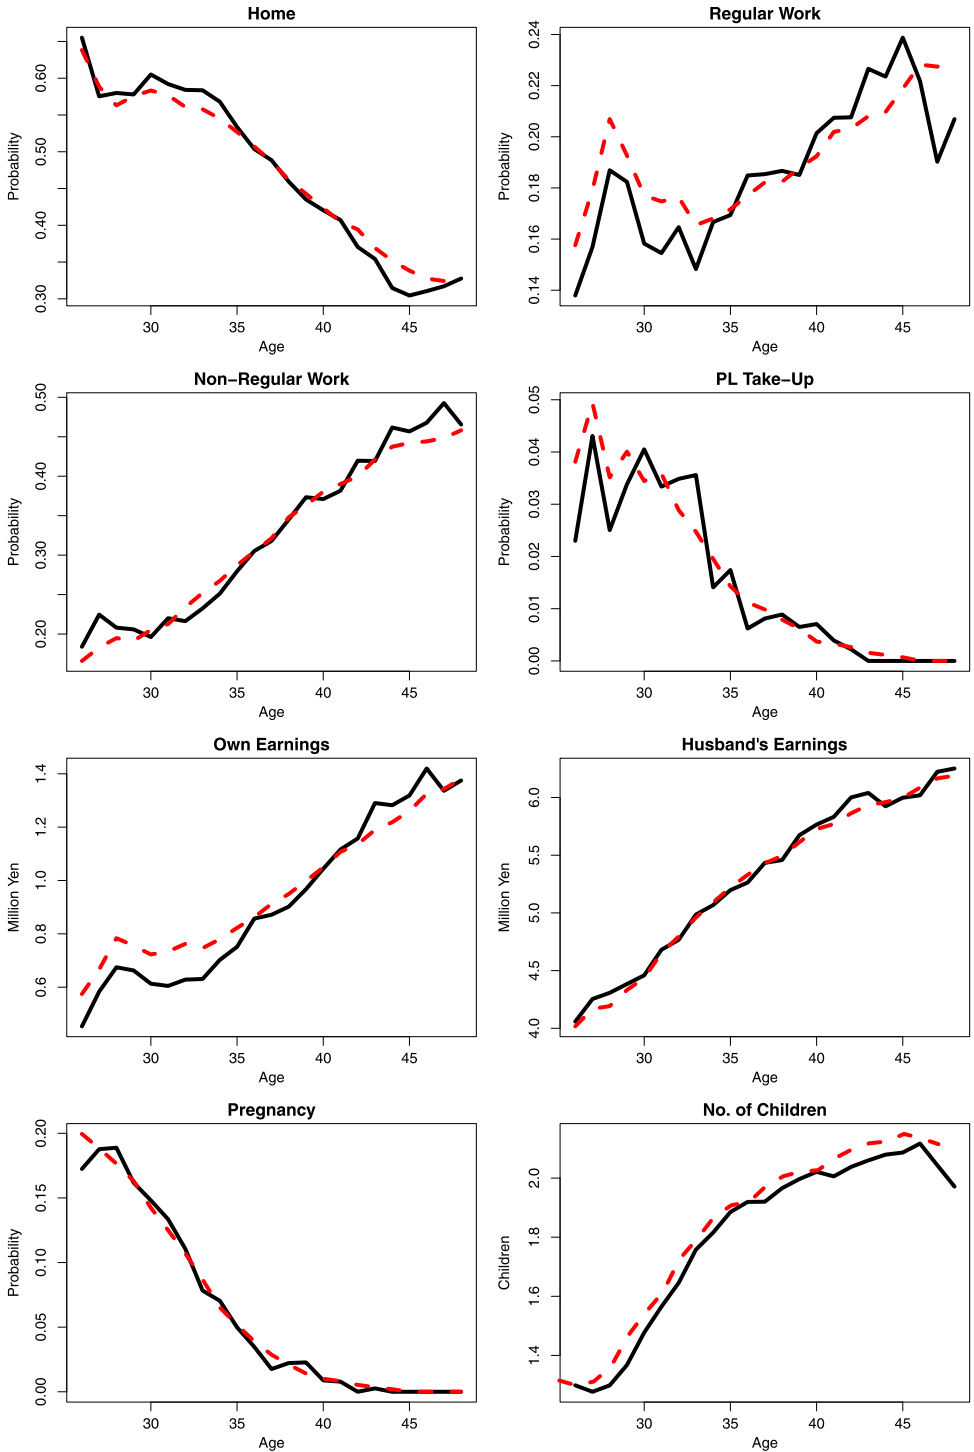 Home
Probability
0.30
0.40
0.50
0.60
30
35
40
45
Age
Regular Work
Probability
0.14
0.16
0.18
0.20
0.22
0.24
30
35
40
45
Age
Non−Regular Work
Probability
0.20
0.30
0.40
0.50
30
35
40
45
Age
PL Take−Up
Probability
0.00
0.01
0.02
0.03
0.04
0.05
30
35
40
45
Age
Own Earnings
Million Yen
0.6
0.8
1.0
1.2
1.4
30
35
40
45
Age
Husband's Earnings
Million Yen
4.0
4.5
5.0
5.5
6.0
30
35
40
45
Age
Pregnancy
Probability
0.00
0.05
0.10
0.15
0.20
30
35
40
45
Age
No. of Children
Children
1.4
1.6
1.8
2.0
30
35
40
45
Age